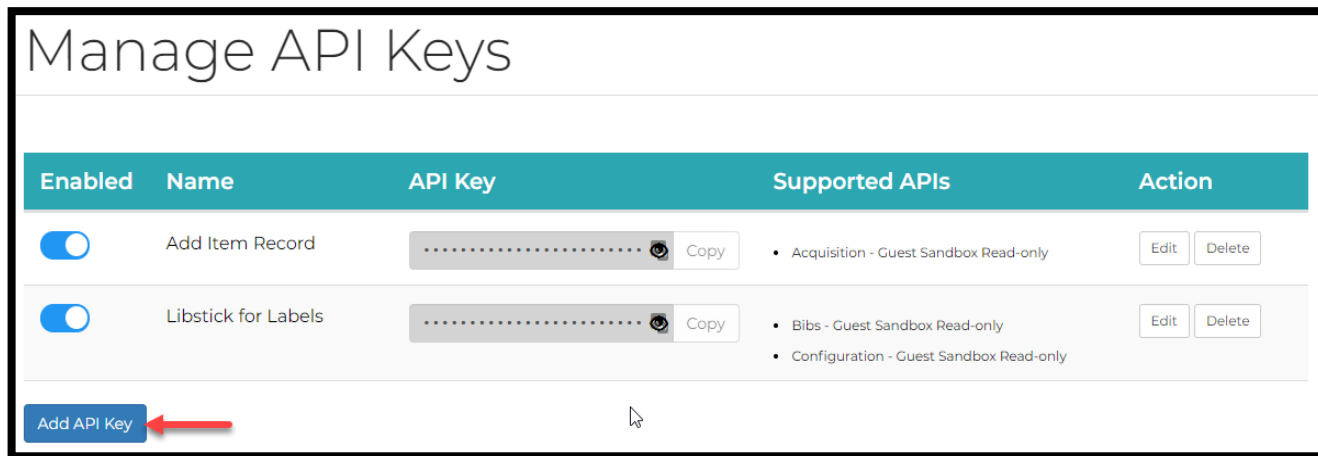 Manage API Keys
Enabled Name API Key Supported APIs Action
Add Item Record ························ Copy • Acquisition - Guest Sandbox Read-only Edit Delete
Libstick for Labels ························ Copy • Bibs - Guest Sandbox Read-only Edit Delete
• Configuration - Guest Sandbox Read-only
Add API Key